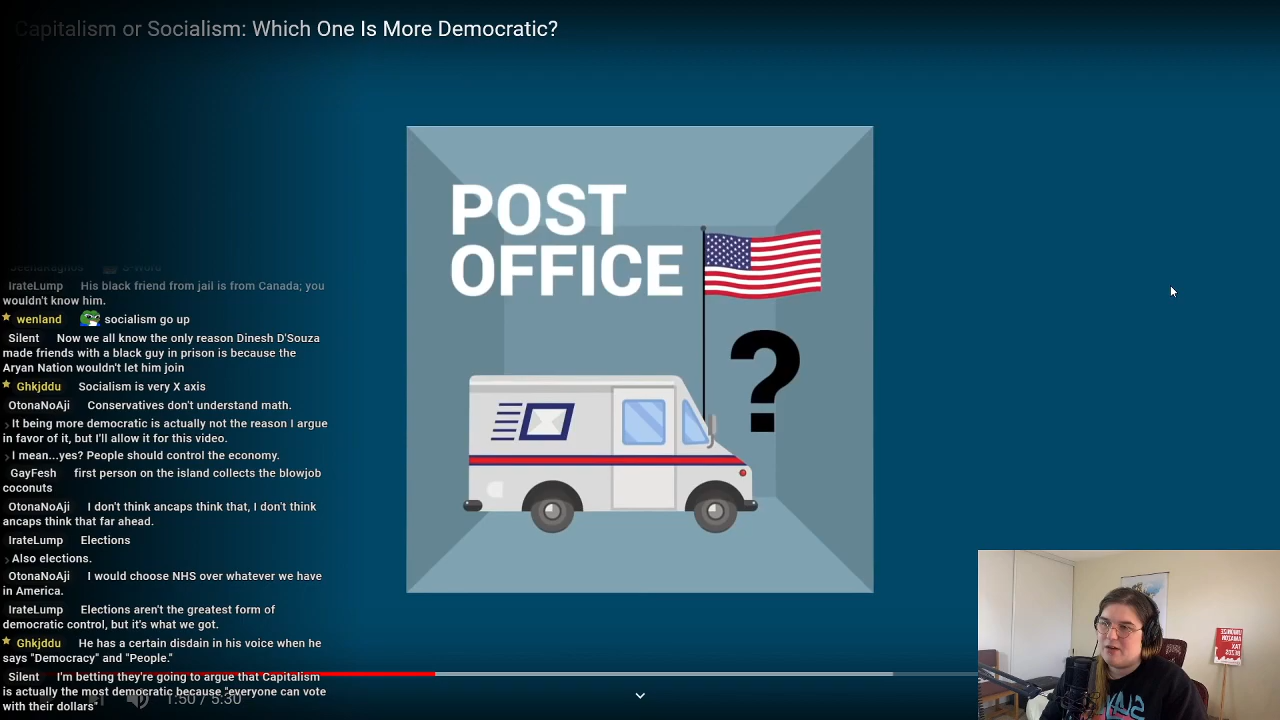 Capitalism or Socialism: Which One Is More Democratic?
POST
OFFICE
?
IrateLump His black friend from jail is from Canada; you
wouldn't know him.
wenland socialism go up
Silent Now we all know the only reason Dinesh D'Souza
made friends with a black guy in prison is because the
Aryan Nation wouldn't let him join
Ghkjddu Socialism is very X axis
OtonaNoAji Conservatives don't understand math.
It being more democratic is actually not the reason I argue
in favor of it, but I'll allow it for this video.
I mean...yes? People should control the economy.
GayFesh first person on the island collects the blowjob
coconuts
OtonaNoAji I don't think ancaps think that, I don't think
ancaps think that far ahead.
IrateLump Elections
Also elections.
OtonaNoAji I would choose NHS over whatever we have
in America.
IrateLump Elections aren't the greatest form of
democratic control, but it's what we got.
Ghkjddu He has a certain disdain in his voice when he
says "Democracy" and "People."
Silent I'm betting they're going to argue that Capitalism
is actually the most democratic because "everyone can vote
with their dollars"
1:50 / 5:30
UNIONIZE
AMAZON
TAX
BEZOS